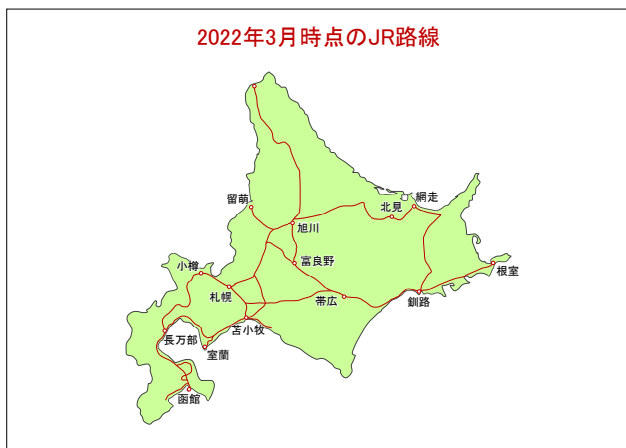 2022年3月時点のJR路線
留萌
旭川
北見
網走
小樽
富良野
根室
札幌
帯広
釧路
苫小牧
長万部
室蘭
函館